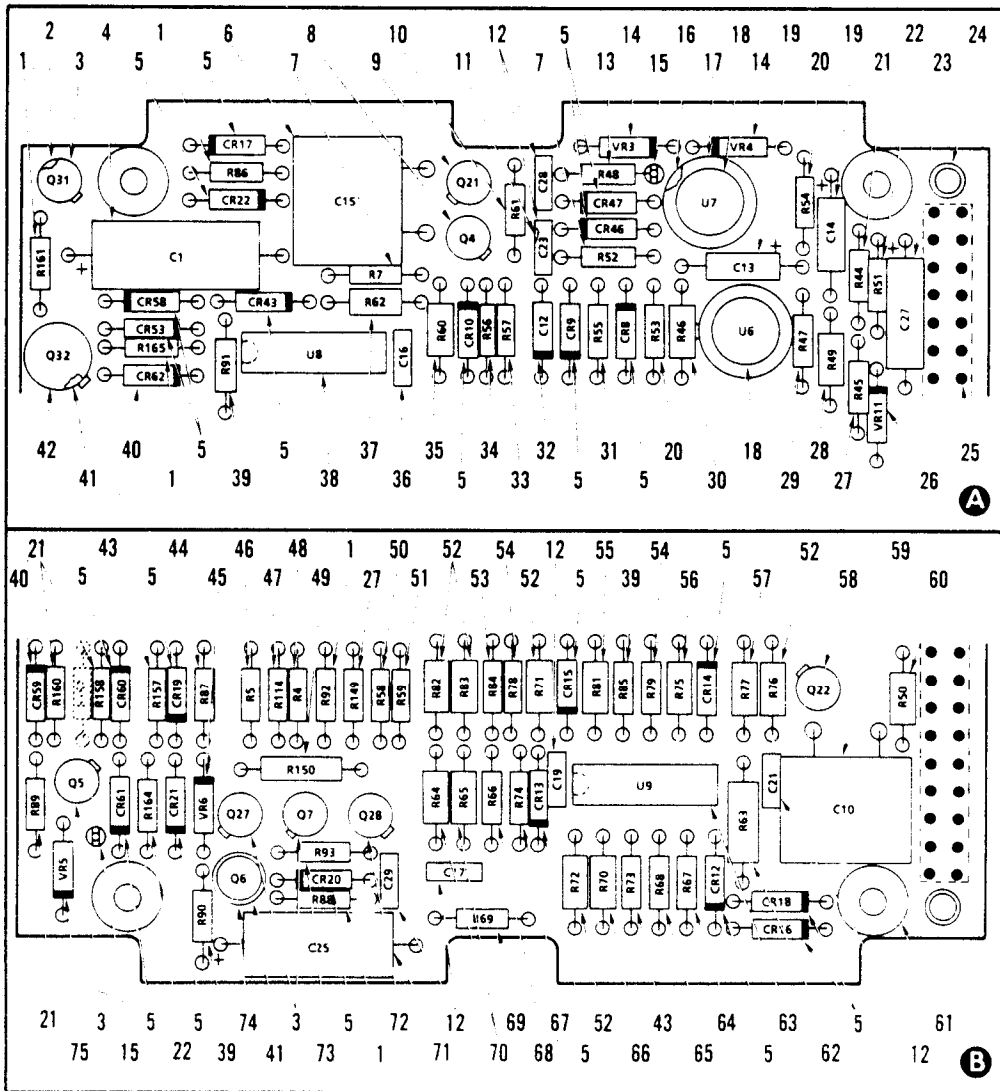 2 4 1 6 8 10 12 5 14 16 18 19 19 22 24
1 3 5 5 7 9 11 7 13 15 17 14 20 21 23
CR17 VR3 VR4
Q31 R86 C15 Q21 R61 C28 R48 U7 R54
CR22 CR47 C14
R161 C1 Q4 C23 CR46 R44 R51
R7 R52 C13 C27
CR58 CR43 R62 R60 CR10 R56 R57 C12 CR9 R55 CR8 R53 R46 U6 R47 R49
CR53
Q32 R165 R91 U8 C16
CR62 R45 VR11
42 40 5 5 37 35 34 32 31 20 18 28 25
41 1 39 38 36 5 33 5 5 30 29 27 26
A
21 43 44 46 48 1 50 52 54 12 55 54 5 52 59
40 5 5 45 47 49 27 51 53 52 5 39 56 57 58 60
CR59 R160 R158 CR60 R157 CR19 R87 R5 R114 R4 R92 R149 R58 R59 R82 R83 R84 R78 R71 CR15 R81 R85 R79 R75 CR14 R77 R76 Q22 R50
R150
R89 Q5 CR61 R164 CR21 VR6 Q27 Q7 Q28 R64 R65 R66 R74 CR13 C19 U9 R63 C21 C10
R93
VR5 Q6 CR20 C29 C17 R72 R70 R73 R68 R67 CR12
R90 R88 CR18
C25 R69 CR16
21 3 5 5 74 3 5 72 12 69 67 52 43 64 63 5 61
75 15 22 39 41 73 1 71 70 68 5 66 65 5 62 12
B